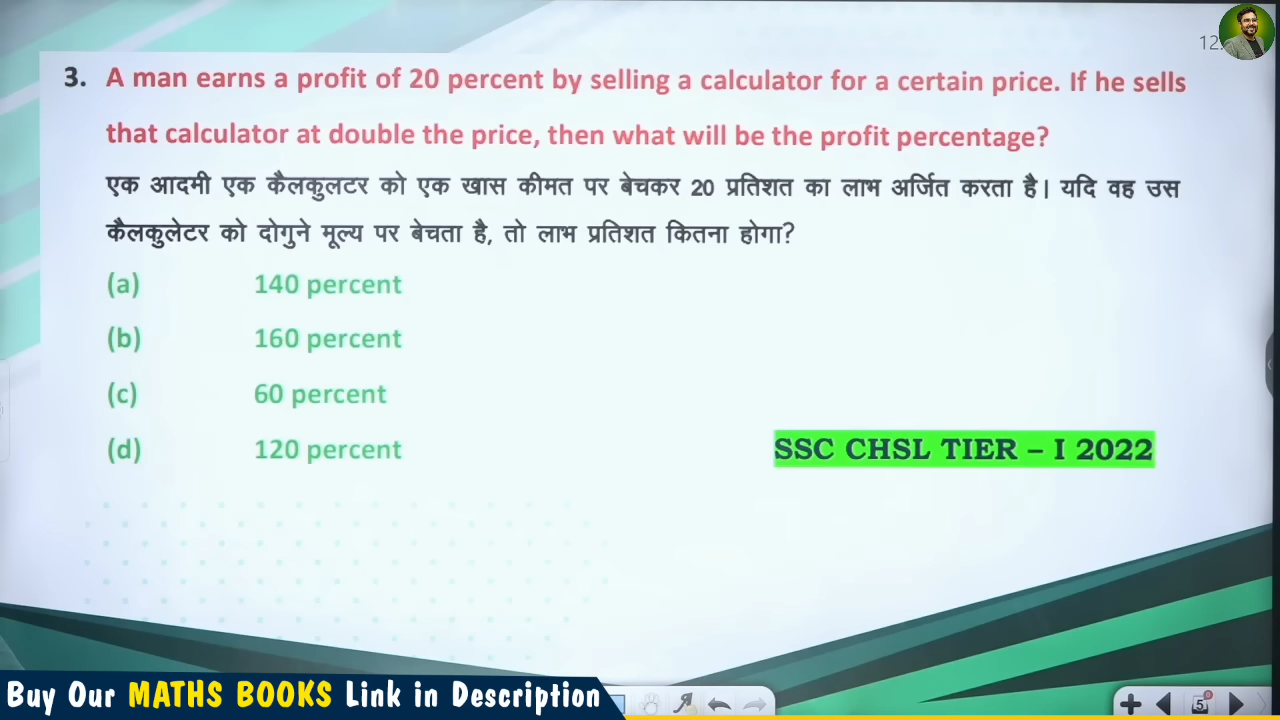 12
3. A man earns a profit of 20 percent by selling a calculator for a certain price. If he sells
that calculator at double the price, then what will be the profit percentage?
एक आदमी एक कैलकुलटर को एक खास कीमत पर बेचकर 20 प्रतिशत का लाभ अर्जित करता है। यदि वह उस
कैलकुलेटर को दोगुने मूल्य पर बेचता है, तो लाभ प्रतिशत कितना होगा?
(a) 140 percent
(b) 160 percent
(c) 60 percent
(d) 120 percent
SSC CHSL TIER – I 2022
Buy Our MATHS BOOKS Link in Description
5